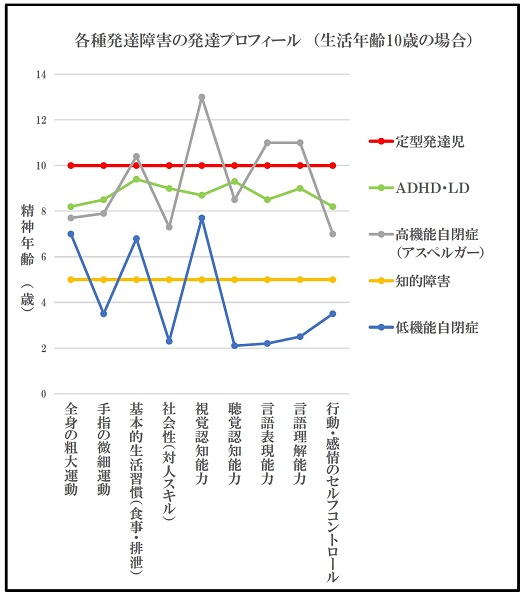 各種発達障害の発達プロフィール （生活年齢10歳の場合）
14
12
10
8
6
4
2
0
精神年齢 （歳）
全身の粗大運動
手指の微細運動
基本的生活習慣（食事・排泄）
社会性（対人スキル）
視覚認知能力
聴覚認知能力
言語表現能力
言語理解能力
行動・感情のセルフコントロール
定型発達児
ADHD・LD
高機能自閉症
（アスペルガー）
知的障害
低機能自閉症